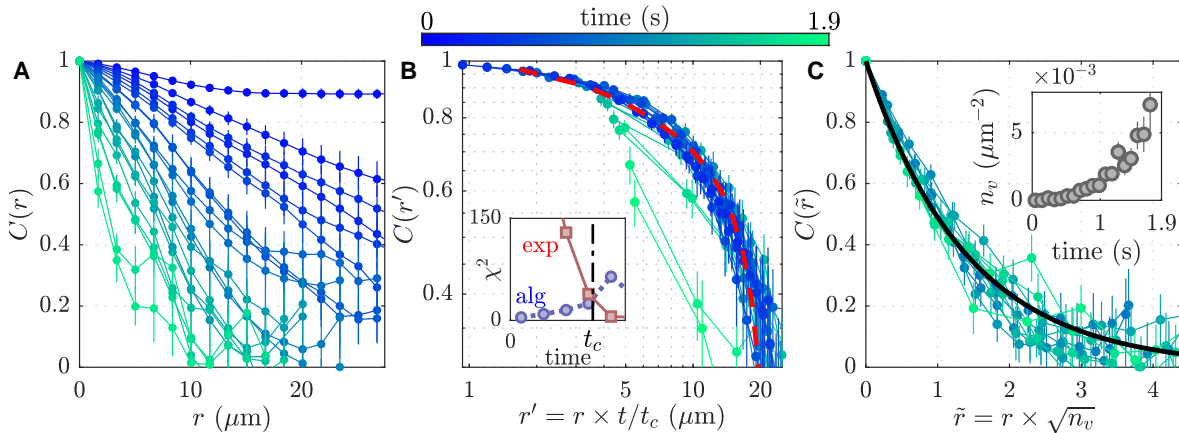 time (s)
0
1.9
A
C(r)
1
0.8
0.6
0.4
0.2
0
0
10
20
r (μm)
B
C(r′)
0.8
0.6
0.4
1
5
10
20
r′ = r × t/t_c (μm)
150
χ²
0
exp
alg
0
t_c
time
C
C(r̃)
1
0.8
0.6
0.4
0.2
0
0
1
2
3
4
r̃ = r × √n_v
×10⁻³
n_v (μm⁻²)
5
0
0
1
1.9
time (s)